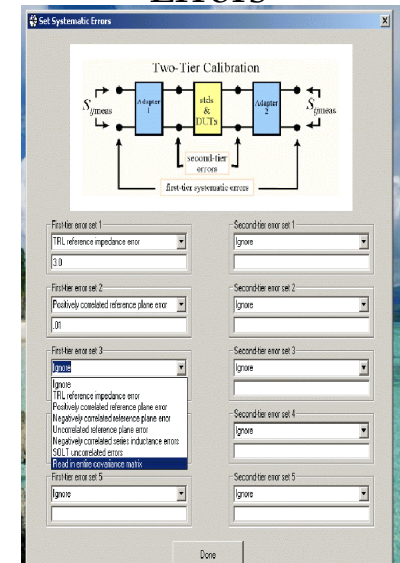 Errors
Set Systematic Errors
Two-Tier Calibration
Sijmeas
Adapter
1
stds
&
DUTs
Adapter
2
Sijmeas
second-tier
errors
first-tier systematic errors
First-tier error set 1
TRL reference impedance error
3.0
Second-tier error set 1
Ignore
First-tier error set 2
Positively correlated reference plane error
.01
Second-tier error set 2
Ignore
First-tier error set 3
Ignore
Ignore
TRL reference impedance error
Positively correlated reference plane error
Negatively correlated reference plane error
Uncorrelated reference plane error
Negatively correlated series inductance errors
SOLT uncorrelated errors
Read in entire covariance matrix
Second-tier error set 3
Ignore
Second-tier error set 4
Ignore
First-tier error set 5
Ignore
Second-tier error set 5
Ignore
Done